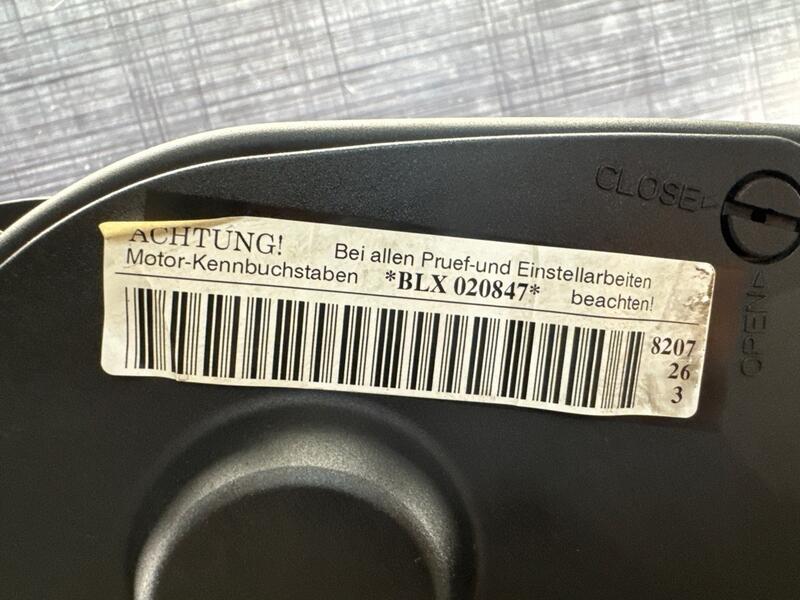 CLOSE
ACHTUNG! Bei allen Pruef-und Einstellarbeiten
Motor-Kennbuchstaben *BLX 020847* beachten!
8207
26
3
OPEN